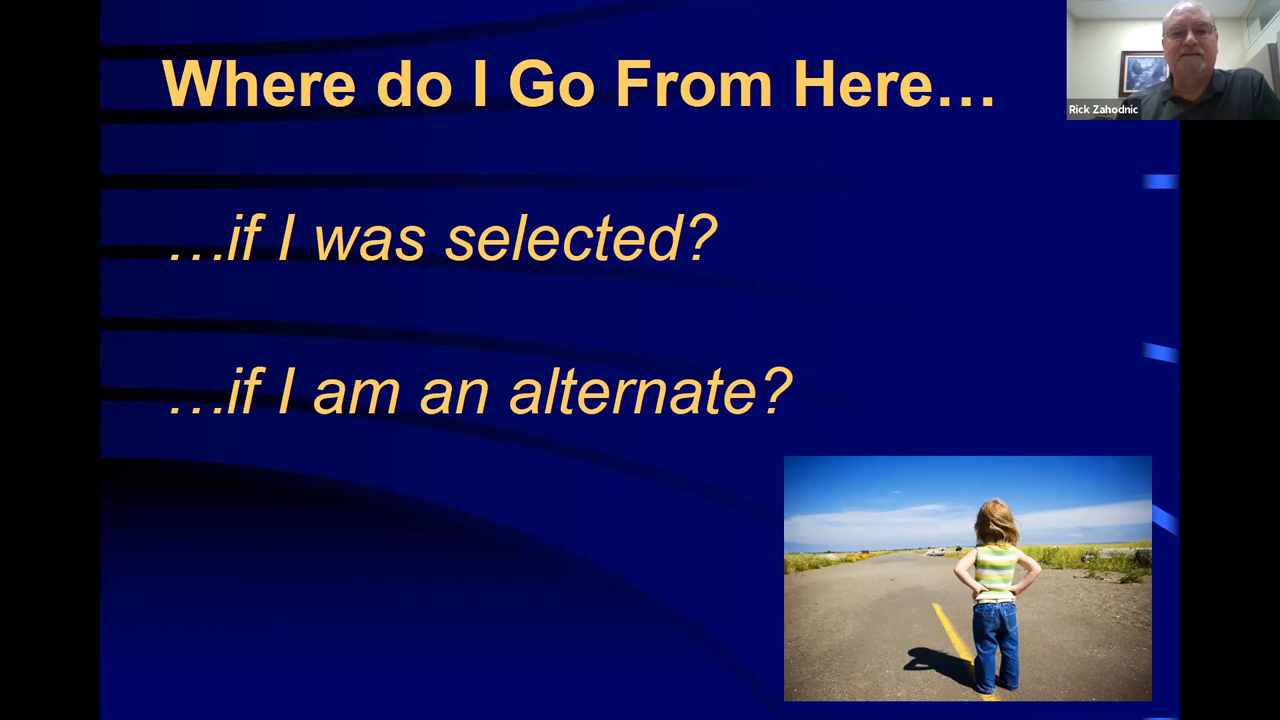 Where do I Go From Here…
…if I was selected?
…if I am an alternate?
Rick Zahodnic